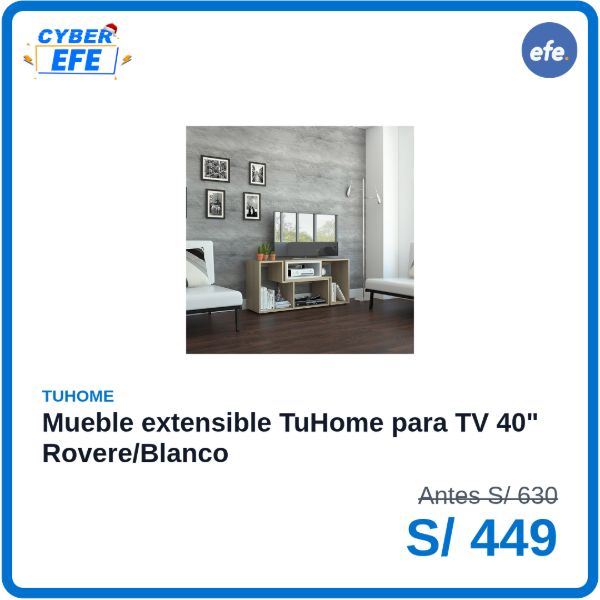 CYBER
EFE
efe.
TUHOME
Mueble extensible TuHome para TV 40"
Rovere/Blanco
Antes S/ 630
S/ 449